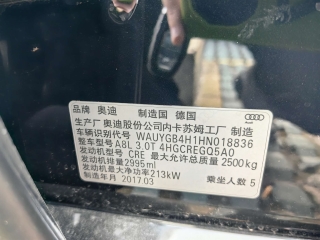 品牌 奥迪 制造国 德国
生产厂 奥迪股份公司内卡苏姆工厂 制造
车辆识别代号 WAUYGB4H1HN018836
整车型号 A8L 3.0T 4HGCREGQ5A0
发动机型号 CRE 最大允许总质量 2500kg
发动机排量 2995ml
发动机最大净功率 213kW 乘坐人数 5
制造年月 2017.03